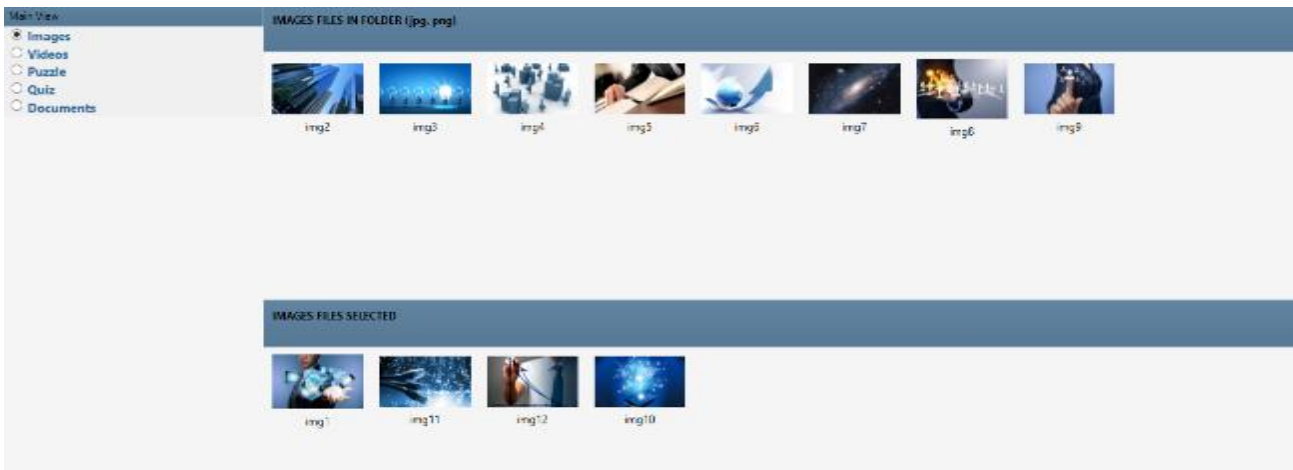 Main View
Images
Videos
Puzzle
Quiz
Documents
IMAGES FILES IN FOLDER (jpg, png)
img2 img3 img4 img5 img6 img7 img8 img9
IMAGES FILES SELECTED
img1 img11 img12 img10